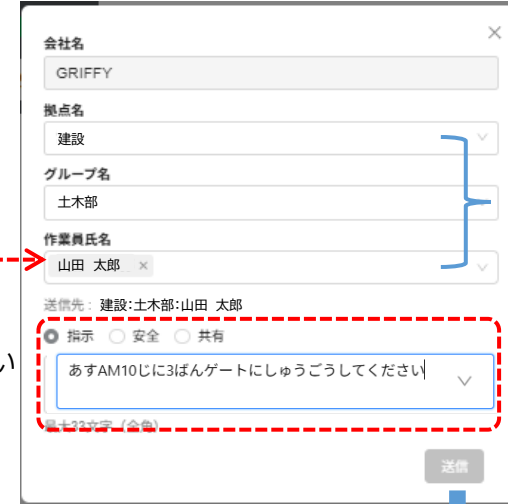 会社名
GRIFFY
拠点名
建設
グループ名
土木部
作業員氏名
山田 太郎 ×
送信先: 建設:土木部:山田 太郎
指示 安全 共有
い
あすAM10じに3ばんゲートにしゅうごうしてください
最大33文字(全角)
送信